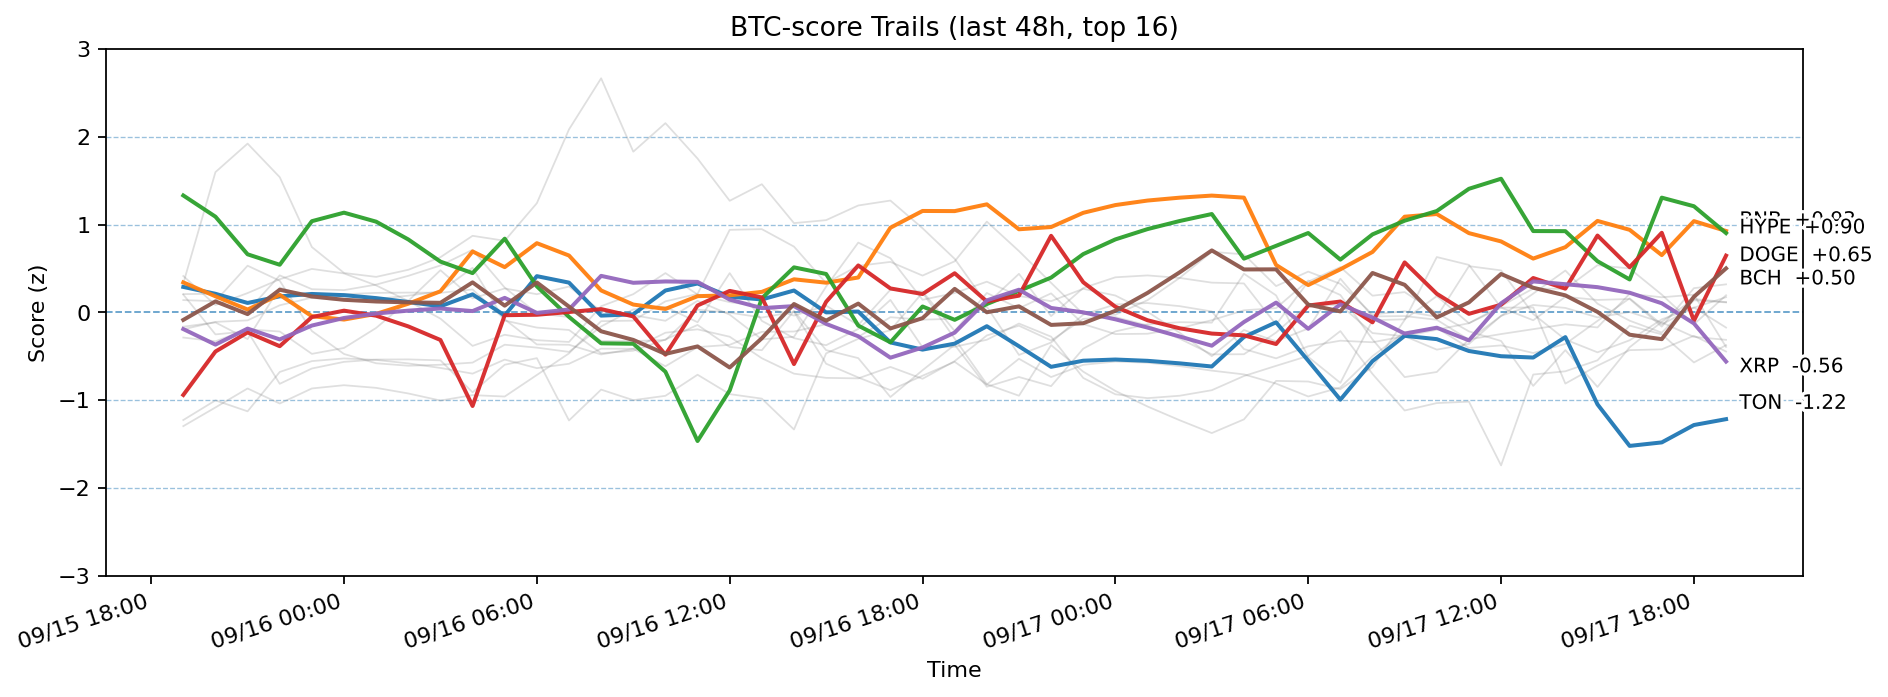 BTC-score Trails (last 48h, top 16)
Score (z)
3
2
1
0
−1
−2
−3
HYPE +0.90
DOGE +0.65
BCH +0.50
XRP -0.56
TON -1.22
09/15 18:00
09/16 00:00
09/16 06:00
09/16 12:00
09/16 18:00
09/17 00:00
09/17 06:00
09/17 12:00
09/17 18:00
Time